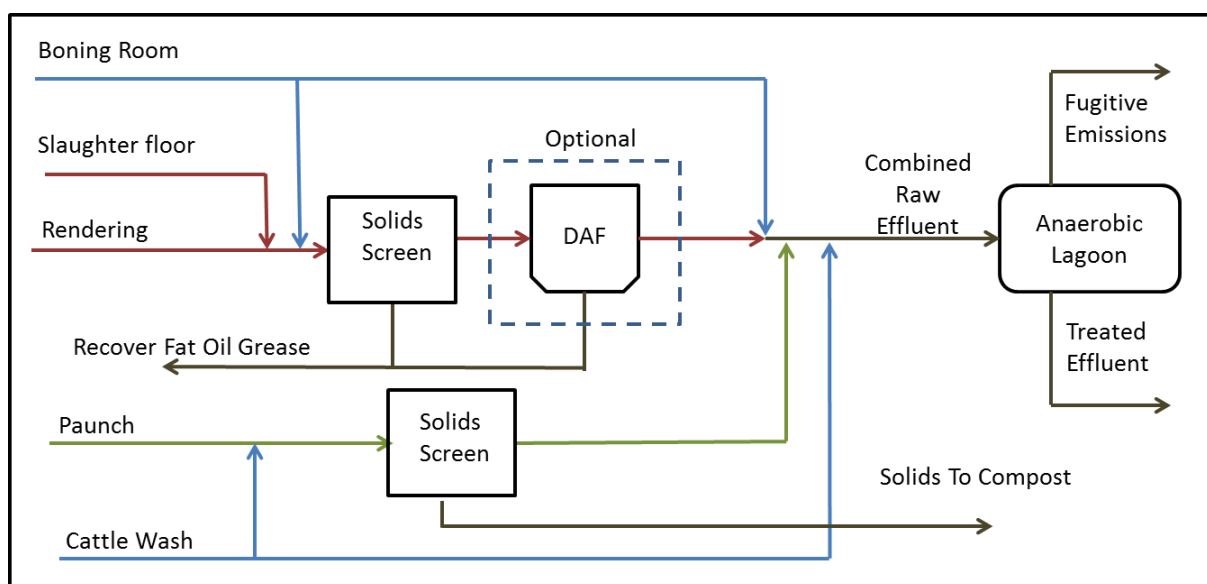 Boning Room
Slaughter floor
Rendering
Solids
Screen
Optional
DAF
Combined
Raw
Effluent
Fugitive
Emissions
Anaerobic
Lagoon
Treated
Effluent
Recover Fat Oil Grease
Paunch
Solids
Screen
Solids To Compost
Cattle Wash